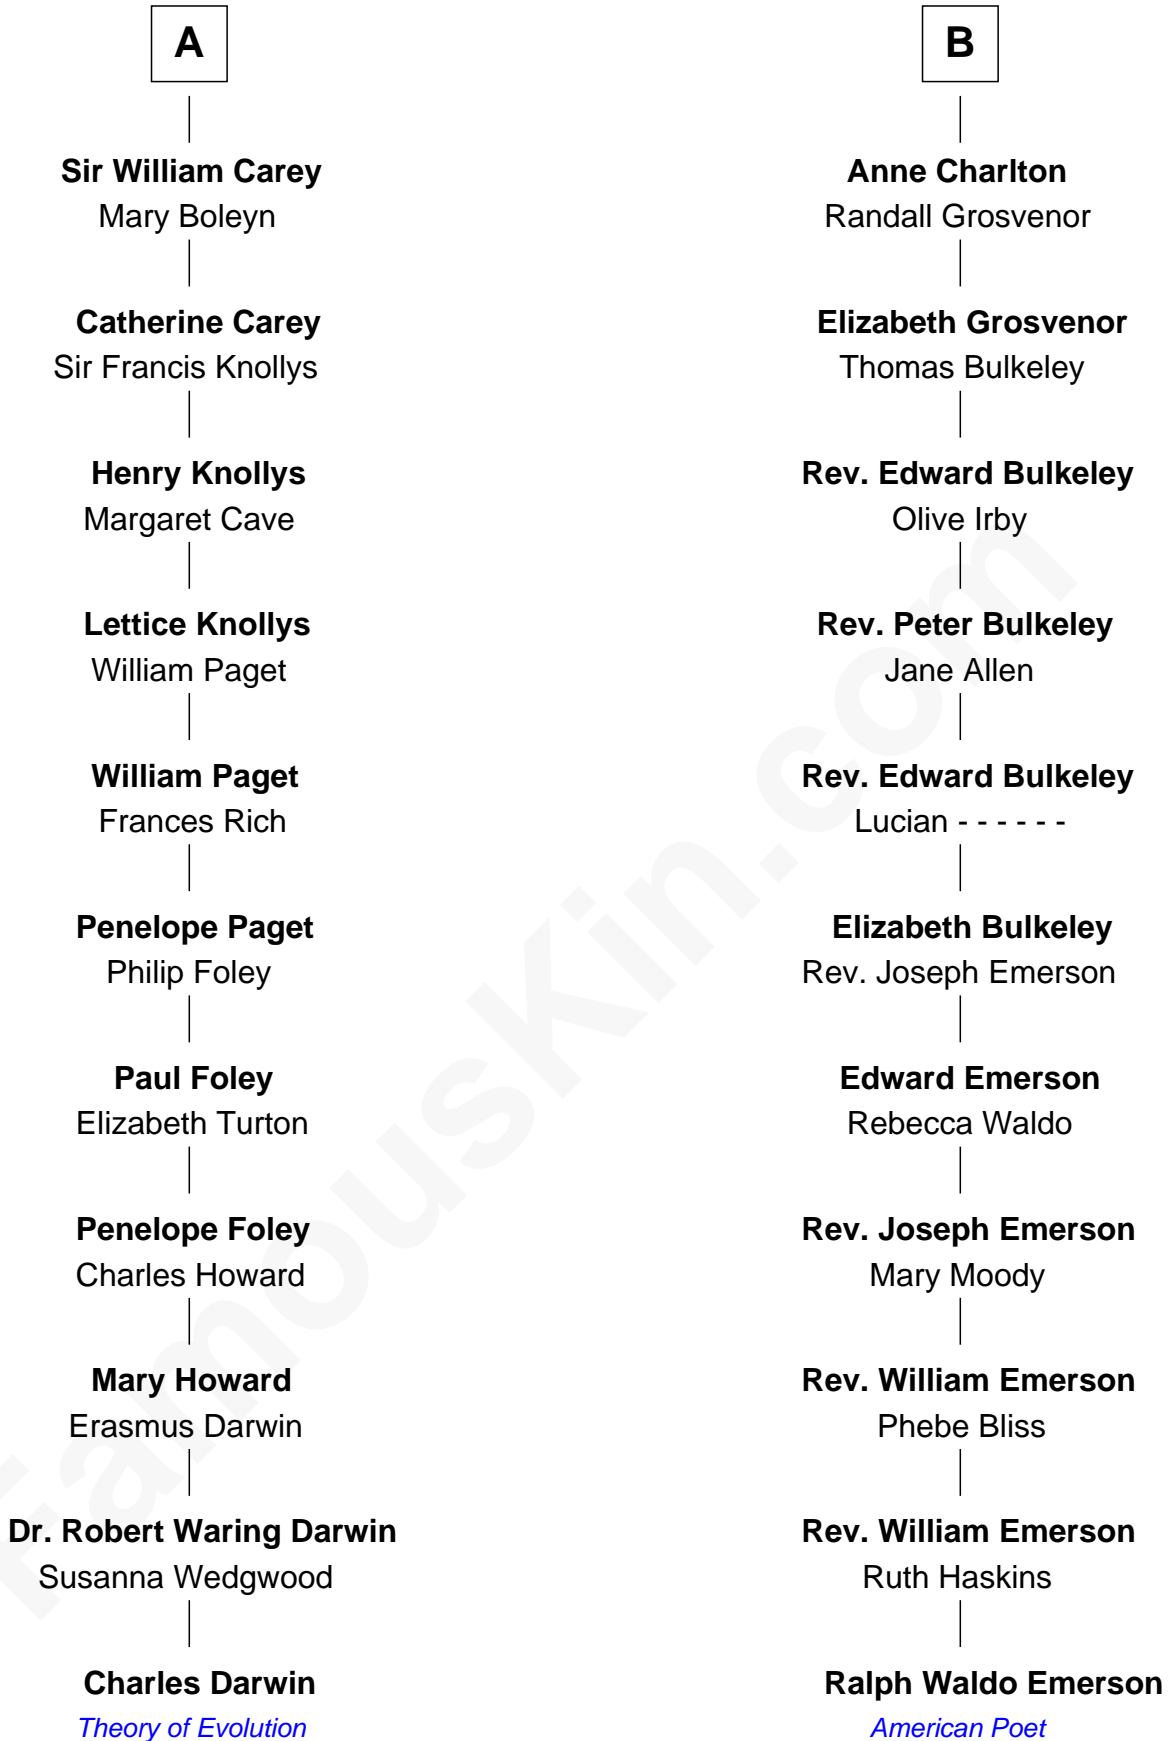 A
Sir William Carey
Mary Boleyn
Catherine Carey
Sir Francis Knollys
Henry Knollys
Margaret Cave
Lettice Knollys
William Paget
William Paget
Frances Rich
Penelope Paget
Philip Foley
Paul Foley
Elizabeth Turton
Penelope Foley
Charles Howard
Mary Howard
Erasmus Darwin
Dr. Robert Waring Darwin
Susanna Wedgwood
Charles Darwin
Theory of Evolution
B
Anne Charlton
Randall Grosvenor
Elizabeth Grosvenor
Thomas Bulkeley
Rev. Edward Bulkeley
Olive Irby
Rev. Peter Bulkeley
Jane Allen
Rev. Edward Bulkeley
Lucian - - - - - -
Elizabeth Bulkeley
Rev. Joseph Emerson
Edward Emerson
Rebecca Waldo
Rev. Joseph Emerson
Mary Moody
Rev. William Emerson
Phebe Bliss
Rev. William Emerson
Ruth Haskins
Ralph Waldo Emerson
American Poet
FamousKin.com